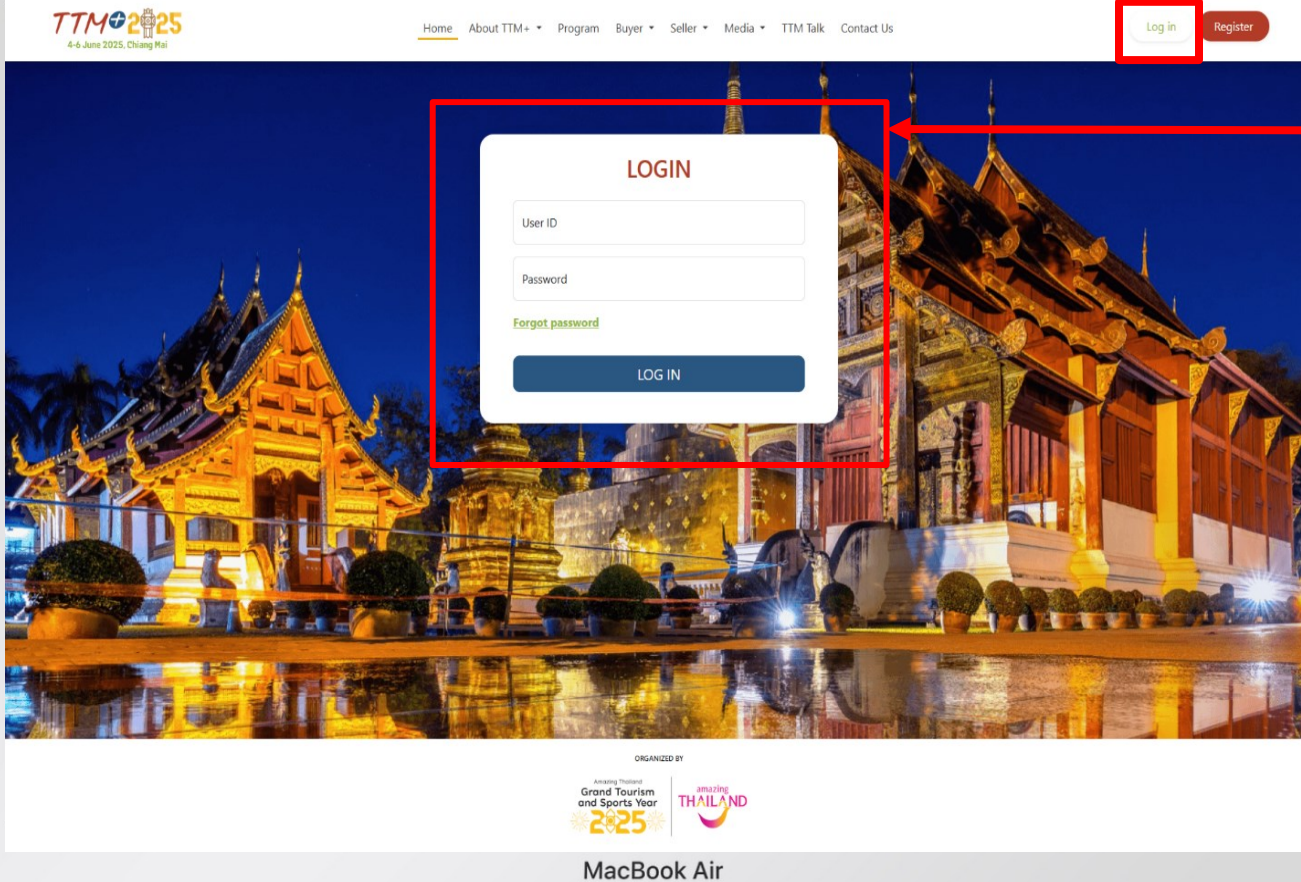 TTM+2025
4-6 June 2025, Chiang Mai
Home About TTM+ Program Buyer Seller Media TTM Talk Contact Us
Log in Register
LOGIN
User ID
Password
Forgot password
LOG IN
ORGANIZED BY
Amazing Thailand
Grand Tourism
and Sports Year
2025
amazing
THAILAND
MacBook Air